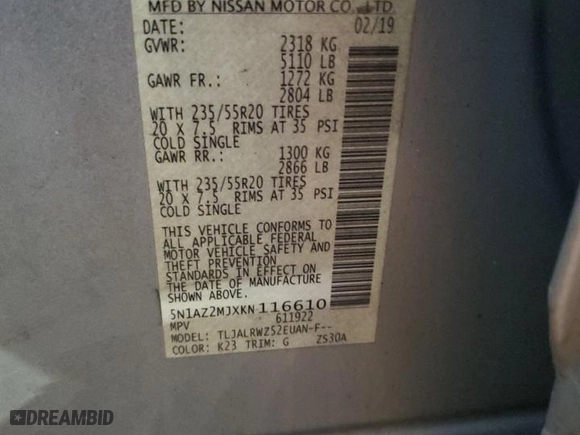 MFD BY NISSAN MOTOR CO., LTD.
DATE: 02/19
GVWR: 2318 KG
5110 LB
GAWR FR.: 1272 KG
2804 LB
WITH 235/55R20 TIRES
20 X 7.5 RIMS AT 35 PSI
COLD SINGLE
GAWR RR.: 1300 KG
2866 LB
WITH 235/55R20 TIRES
20 X 7.5 RIMS AT 35 PSI
COLD SINGLE
THIS VEHICLE CONFORMS TO
ALL APPLICABLE FEDERAL
MOTOR VEHICLE SAFETY AND
THEFT PREVENTION
STANDARDS IN EFFECT ON
THE DATE OF MANUFACTURE
SHOWN ABOVE.
5N1AZ2MJXKN116610
MPV 611922
MODEL: TLJALRWZS2EUAN-F--
COLOR: K23 TRIM: G ZS30A
DREAMBID